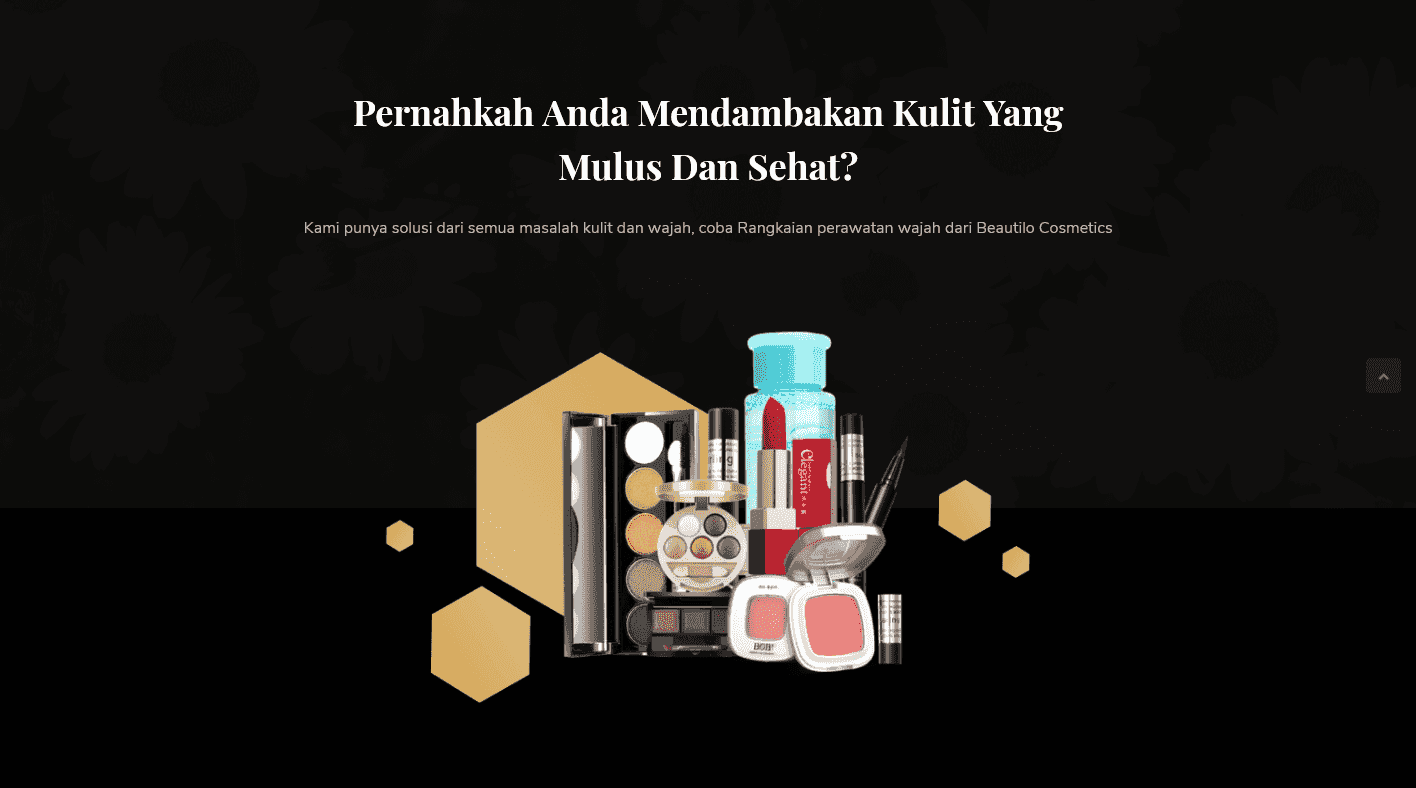 Pernahkah Anda Mendambakan Kulit Yang
Mulus Dan Sehat?
Kami punya solusi dari semua masalah kulit dan wajah, coba Rangkaian perawatan wajah dari Beautilo Cosmetics
Elegant